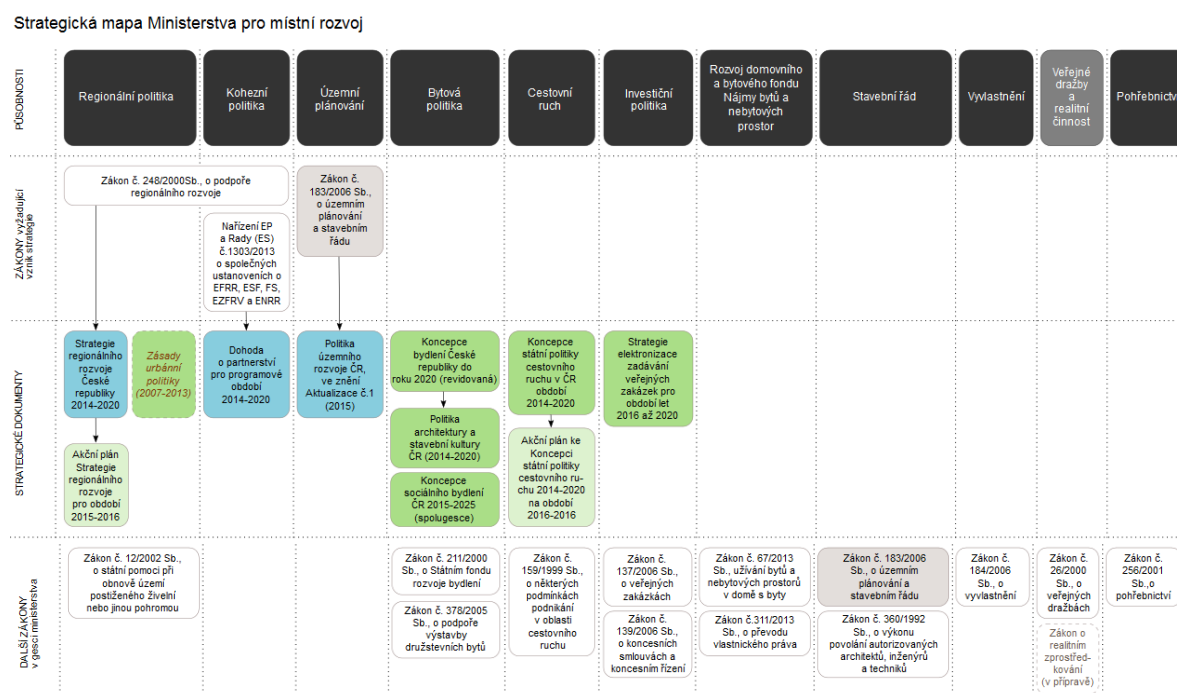 Strategická mapa Ministerstva pro místní rozvoj
PŮSOBNOSTI
Regionální politika
Kohezní
politika
Územní
plánování
Bytová
politika
Cestovní
ruch
Investiční
politika
Rozvoj domovního
a bytového fondu
Nájmy bytů a
nebytových
prostor
Stavební řád
Vyvlastnění
Veřejné
dražby
a
realitní
činnost
Pohřebnictví
ZÁKONY vyžadující
vznik strategie
Zákon č. 248/2000Sb., o podpoře
regionálního rozvoje
Nařízení EP
a Rady (ES)
č.1303/2013
o společných
ustanoveních o
EFRR, ESF, FS,
EZFRV a ENRR
Zákon č.
183/2006 Sb.,
o územním
plánování
a stavebním
řádu
STRATEGICKÉ DOKUMENTY
Strategie
regionálního
rozvoje
České
republiky
2014-2020
Zásady
urbánní
politiky
(2007-2013)
Dohoda
o partnerství
pro programové
období
2014-2020
Politika
územního
rozvoje ČR,
ve znění
Aktualizace č.1
(2015)
Koncepce
bydlení České
republiky do
roku 2020 (revidovaná)
Koncepce
státní politiky
cestovního
ruchu v ČR
období
2014-2020
Strategie
elektronizace
zadávání
veřejných
zakázek pro
období let
2016 až 2020
Akční plán
Strategie
regionálního
rozvoje
pro období
2015-2016
Politika
architektury a
stavební kultury
ČR (2014-2020)
Koncepce
sociálního bydlení
ČR 2015-2025
(spolugesce)
Akční plán ke
Koncepci
státní politiky
cestovního ru-
chu 2014-2020
na období
2016-2016
DALŠÍ ZÁKONY
v gesci ministerstva
Zákon č. 12/2002 Sb.,
o státní pomoci při
obnově území
postiženého živelní
nebo jinou pohromou
Zákon č. 211/2000
Sb., o Státním fondu
rozvoje bydlení
Zákon č. 378/2005
Sb., o podpoře
výstavby
družstevních bytů
Zákon č.
159/1999 Sb.,
o některých
podmínkách
podnikání
v oblasti
cestovního
ruchu
Zákon č.
137/2006 Sb.,
o veřejných
zakázkách
Zákon č.
139/2006 Sb.,
o koncesních
smlouvách a
koncesním řízení
Zákon č. 67/2013
Sb., užívání bytů a
nebytových prostorů
v domě s byty
Zákon č.311/2013
Sb., o převodu
vlastnického práva
Zákon č. 183/2006
Sb., o územním
plánování a
stavebním řádu
Zákon č. 360/1992
Sb., o výkonu
povolání autorizovaných
architektů, inženýrů
a techniků
Zákon č.
184/2006
Sb., o
vyvlastnění
Zákon č.
26/2000
Sb., o
veřejných
dražbách
Zákon o
realitním
zprostřed-
kování
(v přípravě)
Zákon č.
256/2001
Sb.,o
pohřebnictví